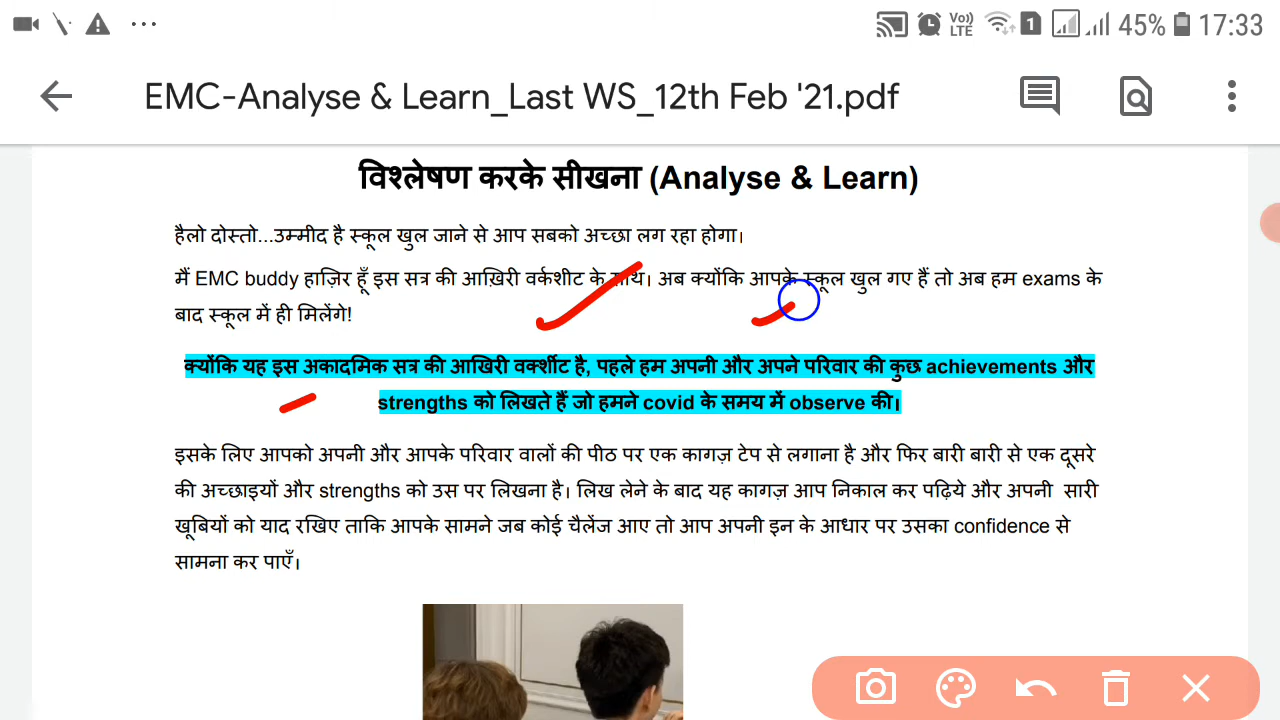 Vo)) LTE 1 45% 17:33
EMC-Analyse & Learn_Last WS_12th Feb '21.pdf
विश्लेषण करके सीखना (Analyse & Learn)
हैलो दोस्तो...उम्मीद है स्कूल खुल जाने से आप सबको अच्छा लग रहा होगा।
मैं EMC buddy हाज़िर हूँ इस सत्र की आख़िरी वर्कशीट के साथ। अब क्योंकि आपके स्कूल खुल गए हैं तो अब हम exams के
बाद स्कूल में ही मिलेंगे!
क्योंकि यह इस अकादमिक सत्र की आखिरी वर्क्शीट है, पहले हम अपनी और अपने परिवार की कुछ achievements और
strengths को लिखते हैं जो हमने covid के समय में observe की।
इसके लिए आपको अपनी और आपके परिवार वालों की पीठ पर एक कागज़ टेप से लगाना है और फिर बारी बारी से एक दूसरे
की अच्छाइयों और strengths को उस पर लिखना है। लिख लेने के बाद यह कागज़ आप निकाल कर पढ़िये और अपनी सारी
खूबियों को याद रखिए ताकि आपके सामने जब कोई चैलेंज आए तो आप अपनी इन के आधार पर उसका confidence से
सामना कर पाएँ।